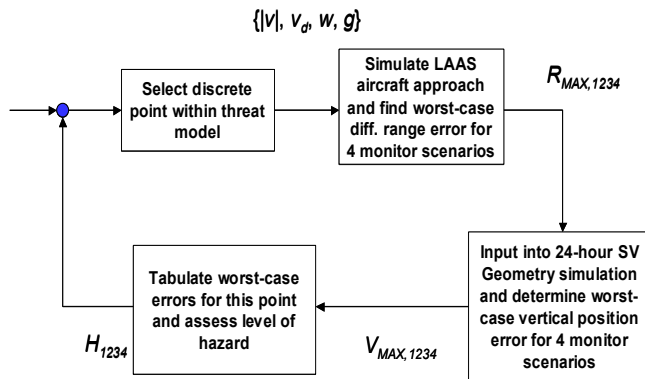 {|v|, v_d, w, g}
Select discrete
point within threat
model
Simulate LAAS
aircraft approach
and find worst-case
diff. range error for
4 monitor scenarios
R_MAX,1234
Input into 24-hour SV
Geometry simulation
and determine worst-
case vertical position
error for 4 monitor
scenarios
V_MAX,1234
Tabulate worst-case
errors for this point
and assess level of
hazard
H_1234